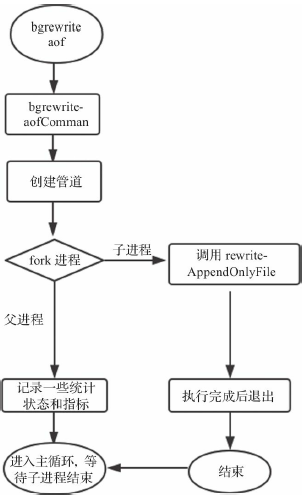 bgrewrite
aof
bgrewrite-
aofComman
创建管道
fork 进程
子进程
调用 rewrite-
AppendOnlyFile
父进程
记录一些统计
状态和指标
执行完成后退出
进入主循环，等
待子进程结束
结束